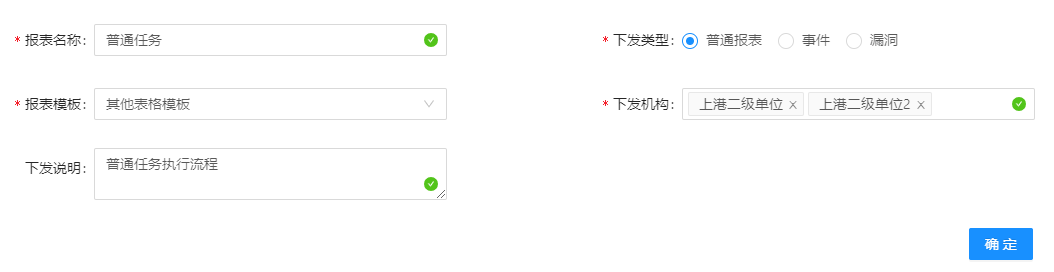 * 报表名称: 普通任务
* 下发类型: 普通报表 事件 漏洞
* 报表模板: 其他表格模板
* 下发机构: 上港二级单位 x 上港二级单位2 x
下发说明: 普通任务执行流程
确 定